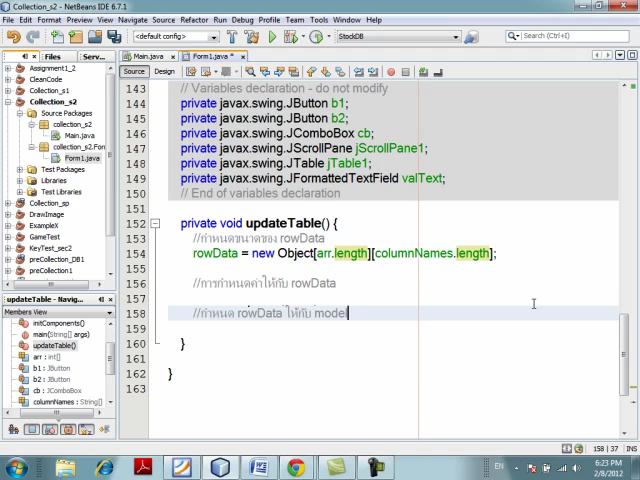 Collection_s2 - NetBeans IDE 6.7.1
File Edit View Navigate Source Refactor Run Debug Profile Team Tools Window Help
<default config>
StockDB
Search (Ctrl+I)
Files
Serv...
Main.java
Form1.java *
Source
Design
Assignment1_2
CleanCode
Collection_s1
Collection_s2
Source Packages
collection_s2
Main.java
collection_s2.For
Form1.java
Test Packages
Libraries
Test Libraries
Collection_sp
DrawImage
ExampleX
GameTest
KeyTest_sec2
preCollection_DB1
preCollection1
updateTable - Navig...
Members View
initComponents()
main(String[] args)
updateTable()
arr : int[]
b1 : JButton
b2 : JButton
cb : JComboBox
columnNames : String[]
143 // Variables declaration - do not modify
144 private javax.swing.JButton b1;
145 private javax.swing.JButton b2;
146 private javax.swing.JComboBox cb;
147 private javax.swing.JScrollPane jScrollPane1;
148 private javax.swing.JTable jTable1;
149 private javax.swing.JFormattedTextField valText;
150 // End of variables declaration
151
152 private void updateTable() {
153 //กำหนดขนาดของ rowData
154 rowData = new Object[arr.length][columnNames.length];
155
156 //การกำหนดค่าให้กับ rowData
157
158 //กำหนด rowData ให้กับ model
159
160 }
161
162 }
163
158 | 37
INS
EN
6:23 PM
2/8/2012